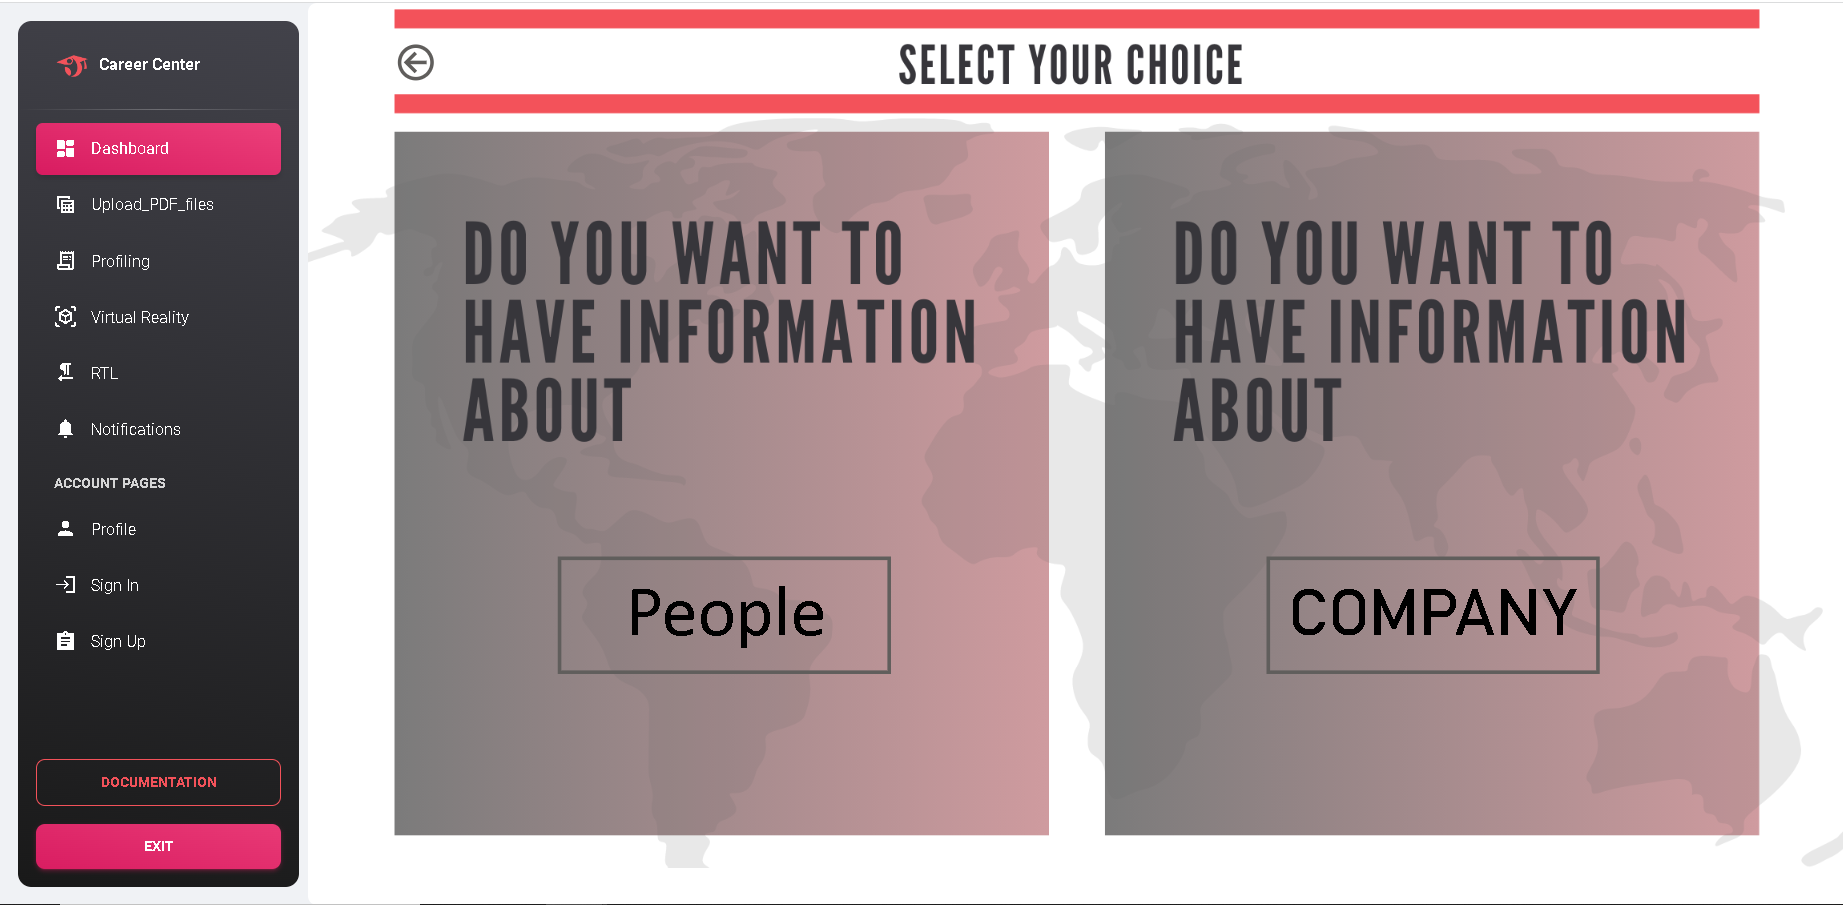 Career Center
Dashboard
Upload_PDF_files
Profiling
Virtual Reality
RTL
Notifications
ACCOUNT PAGES
Profile
Sign In
Sign Up
DOCUMENTATION
EXIT
SELECT YOUR CHOICE
DO YOU WANT TO
HAVE INFORMATION
ABOUT
People
DO YOU WANT TO
HAVE INFORMATION
ABOUT
COMPANY